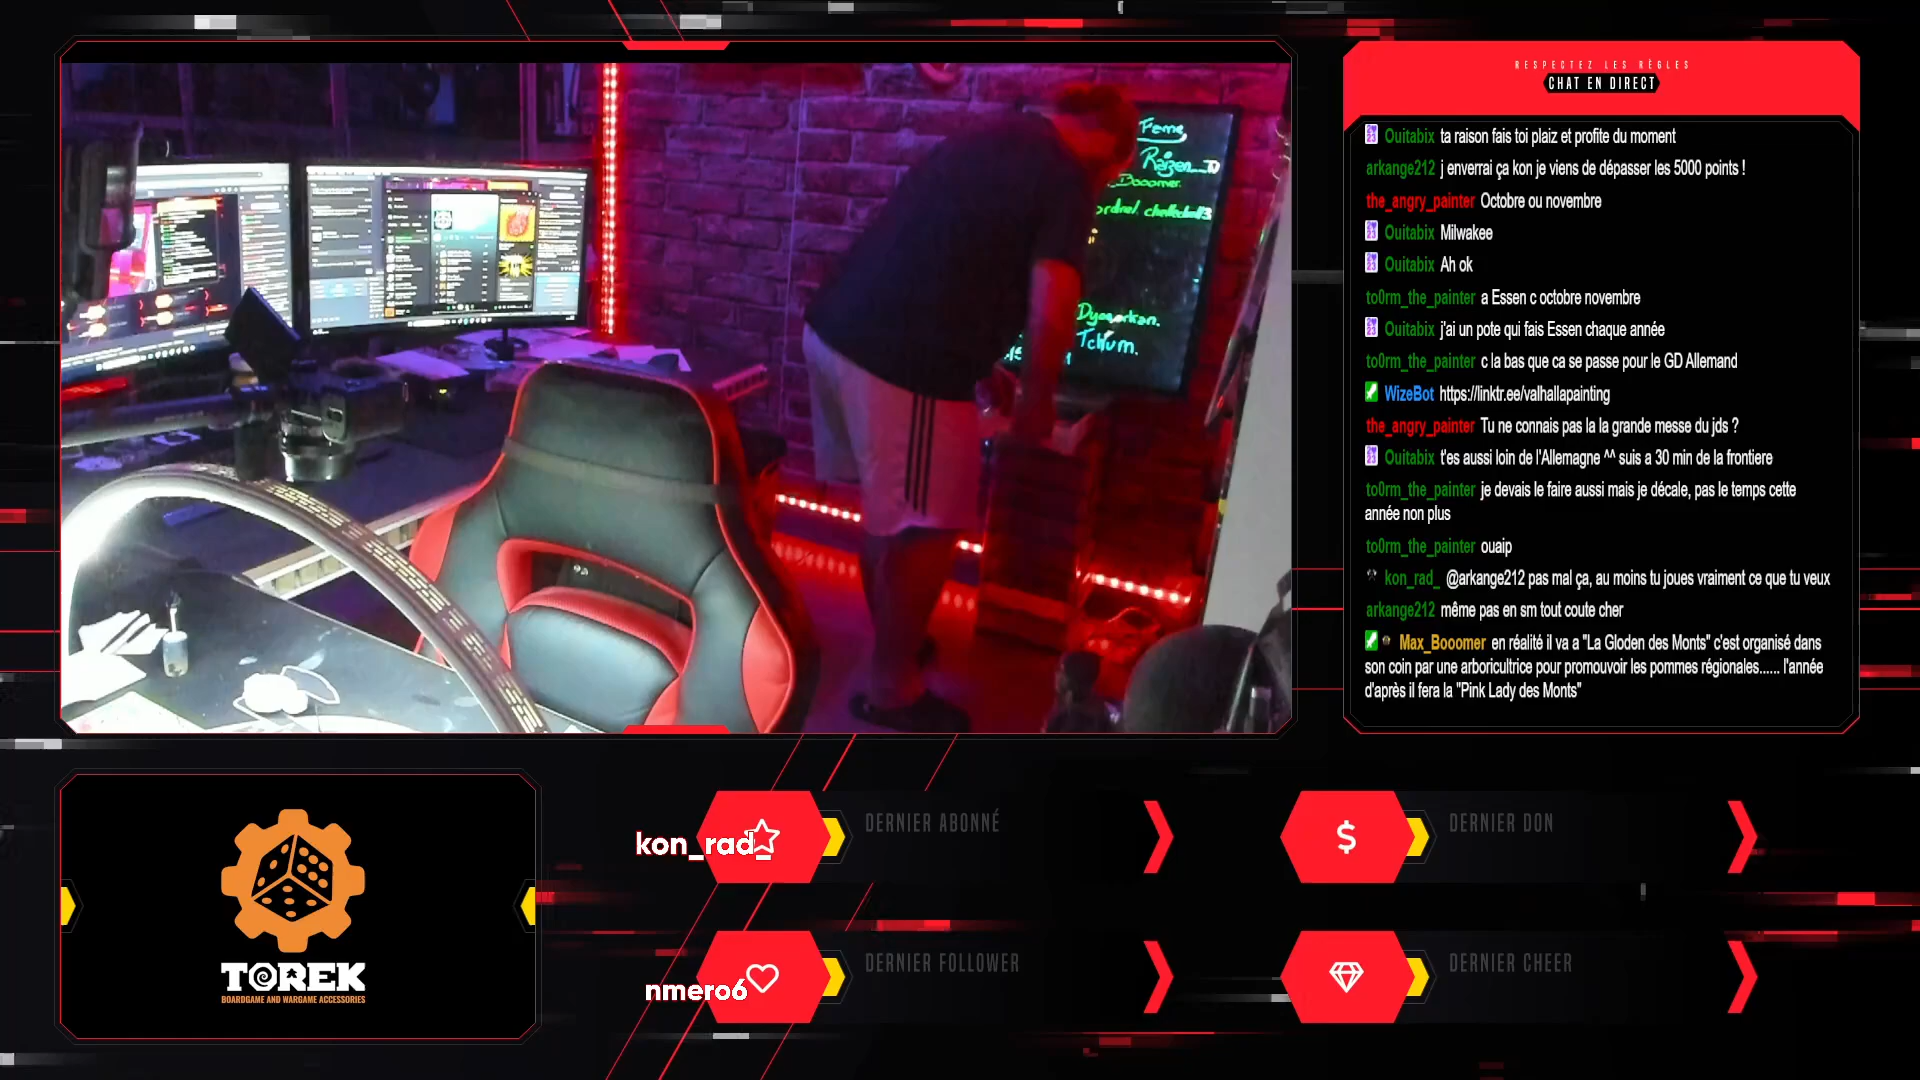 RESPECTEZ LES RÈGLES
CHAT EN DIRECT
Ouitabix ta raison fais toi plaiz et profite du moment
arkange212 j enverrai ça kon je viens de dépasser les 5000 points !
the_angry_painter Octobre ou novembre
Ouitabix Milwakee
Ouitabix Ah ok
to0rm_the_painter a Essen c octobre novembre
Ouitabix j'ai un pote qui fais Essen chaque année
to0rm_the_painter c la bas que ca se passe pour le GD Allemand
WizeBot https://linktr.ee/valhallapainting
the_angry_painter Tu ne connais pas la la grande messe du jds ?
Ouitabix t'es aussi loin de l'Allemagne ^^ suis a 30 min de la frontiere
to0rm_the_painter je devais le faire aussi mais je décale, pas le temps cette
année non plus
to0rm_the_painter ouaip
kon_rad_ @arkange212 pas mal ça, au moins tu joues vraiment ce que tu veux
arkange212 même pas en sm tout coute cher
Max_Booomer en réalité il va a "La Gloden des Monts" c'est organisé dans
son coin par une arboricultrice pour promouvoir les pommes régionales...... l'année
d'après il fera la "Pink Lady des Monts"
Feme
Raizen
Booomer.
Dyagarkan.
Tchum.
TOREK
BOARDGAME AND WARGAME ACCESSORIES
kon_rad_
DERNIER ABONNÉ
DERNIER DON
nmero6
DERNIER FOLLOWER
DERNIER CHEER